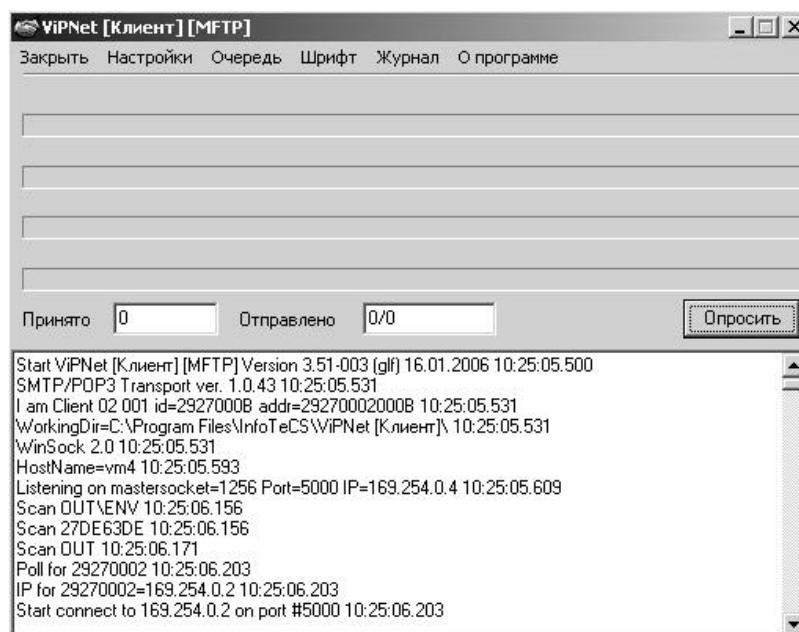 ViPNet [Клиент] [MFTP]
Закрыть Настройки Очередь Шрифт Журнал О программе
Принято 0 Отправлено 0/0 Опросить
Start ViPNet [Клиент] [MFTP] Version 3.51-003 (glf) 16.01.2006 10:25:05.500
SMTP/POP3 Transport ver. 1.0.43 10:25:05.531
I am Client 02 001 id=2927000B addr=29270002000B 10:25:05.531
WorkingDir=C:\Program Files\InfoTeCS\ViPNet [Клиент]\ 10:25:05.531
WinSock 2.0 10:25:05.531
HostName=vm4 10:25:05.593
Listening on mastersocket=1256 Port=5000 IP=169.254.0.4 10:25:05.609
Scan OUT\ENV 10:25:06.156
Scan 27DE63DE 10:25:06.156
Scan OUT 10:25:06.171
Poll for 29270002 10:25:06.203
IP for 29270002=169.254.0.2 10:25:06.203
Start connect to 169.254.0.2 on port #5000 10:25:06.203